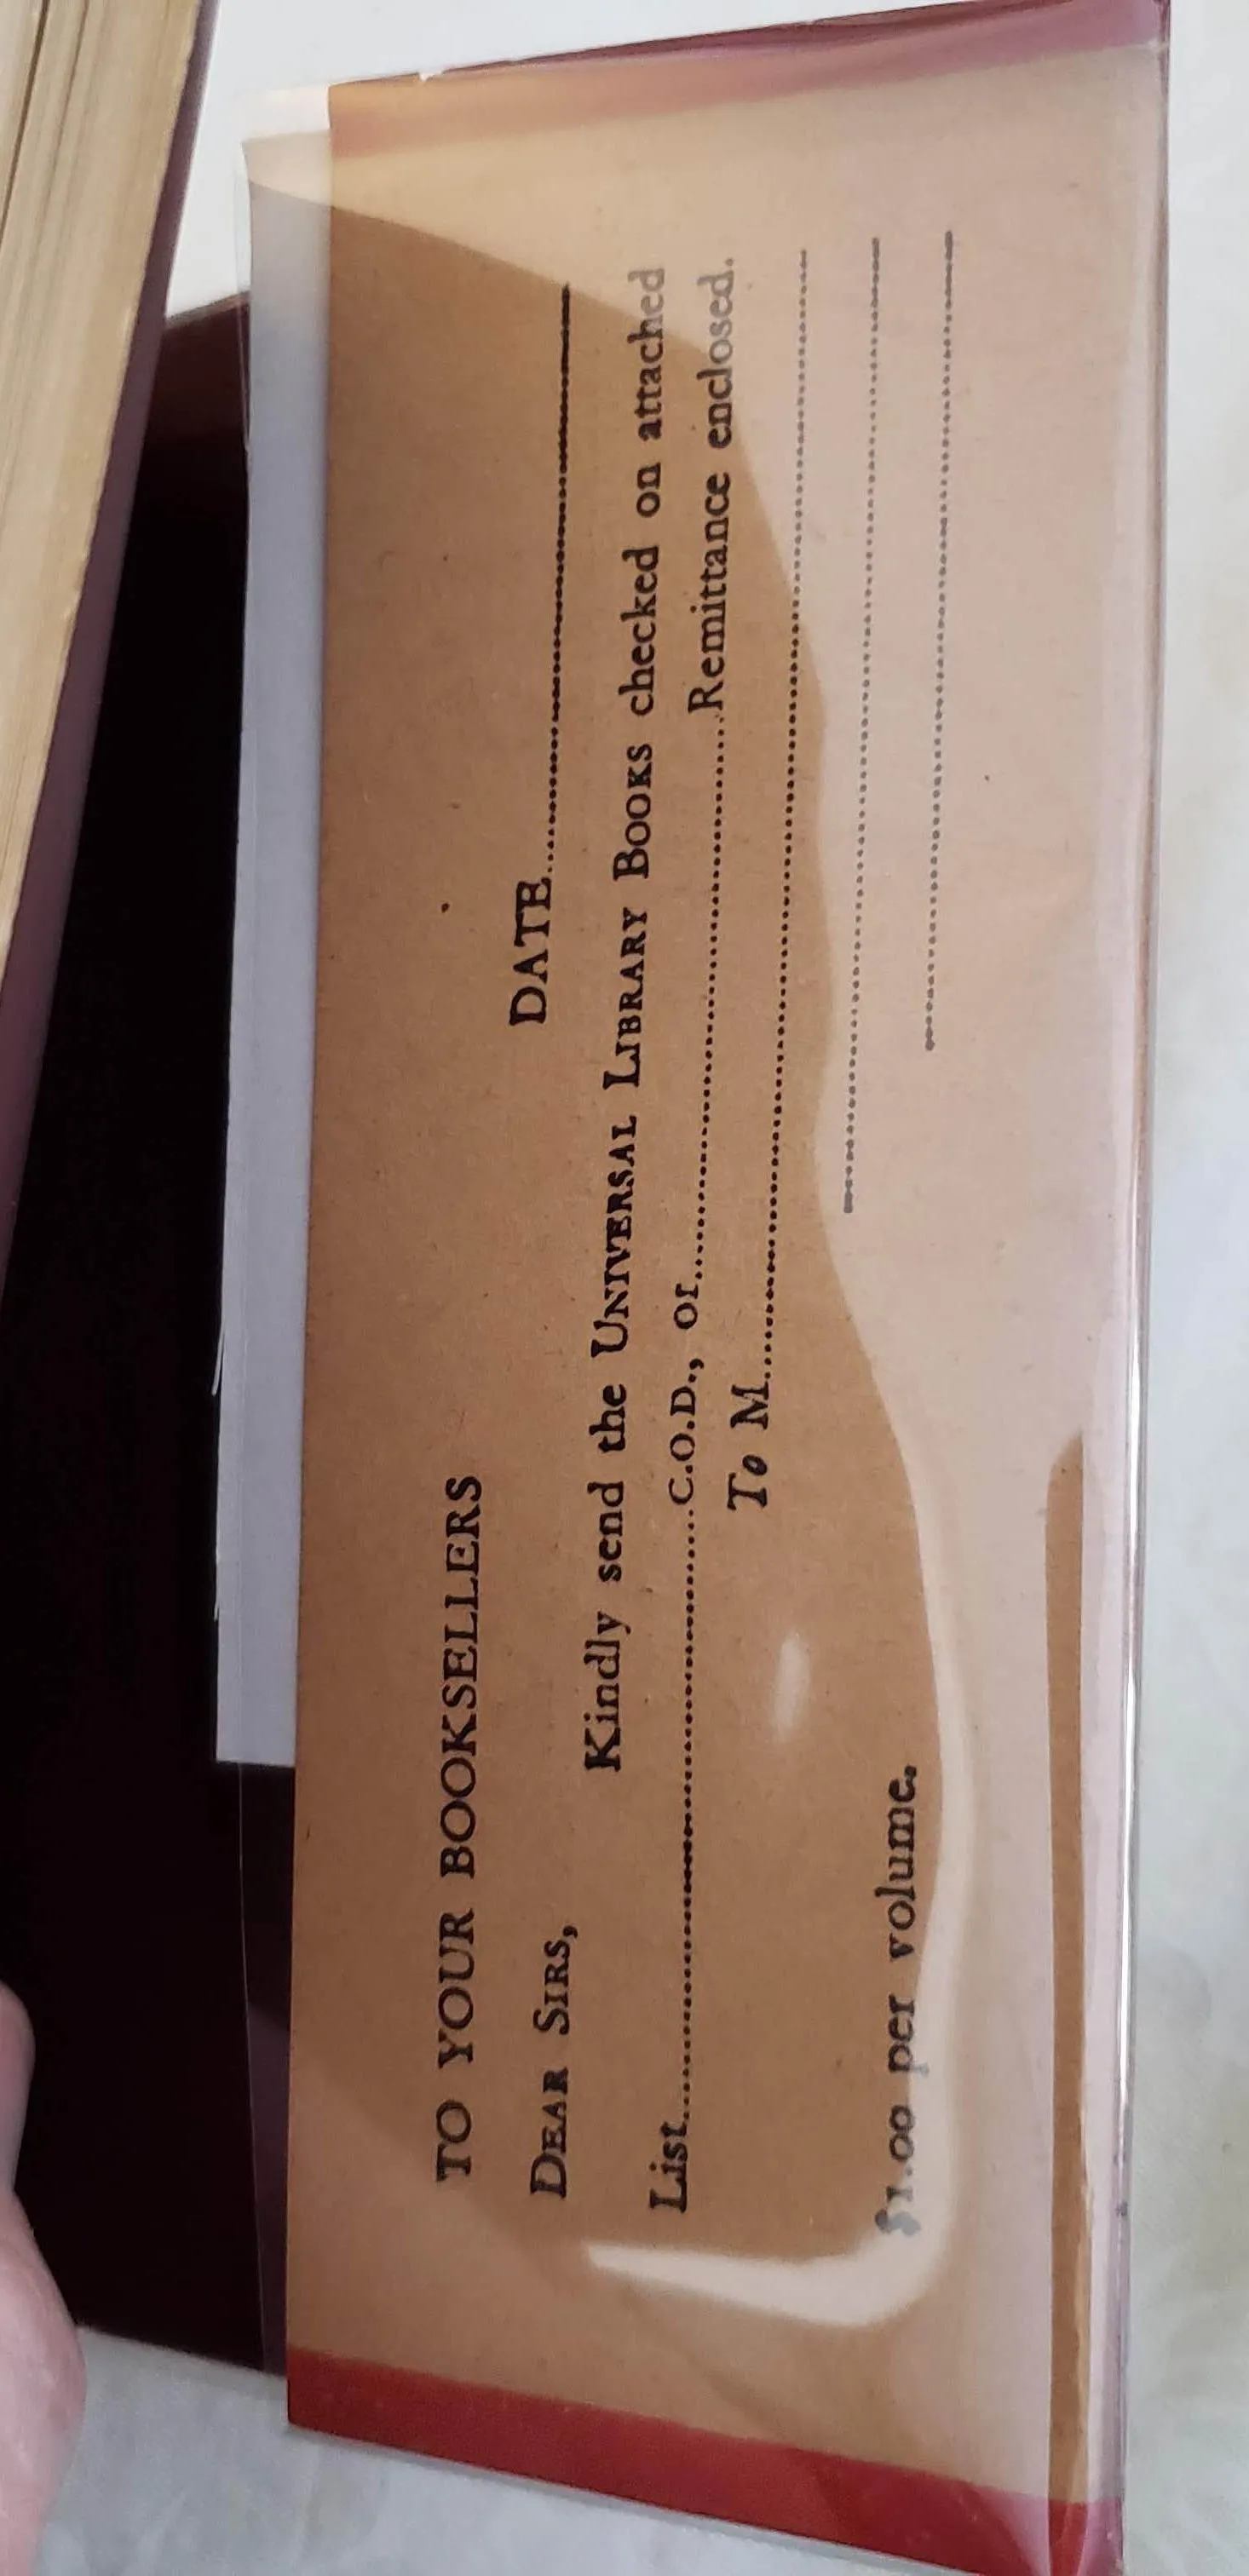 TO YOUR BOOKSELLERS
DATE..............................
DEAR SIRS,
Kindly send the UNIVERSAL LIBRARY BOOKS checked on attached
List..............................C.O.D., or..............................Remittance enclosed.
To M..............................
..............................
$1.00 per volume. ..............................